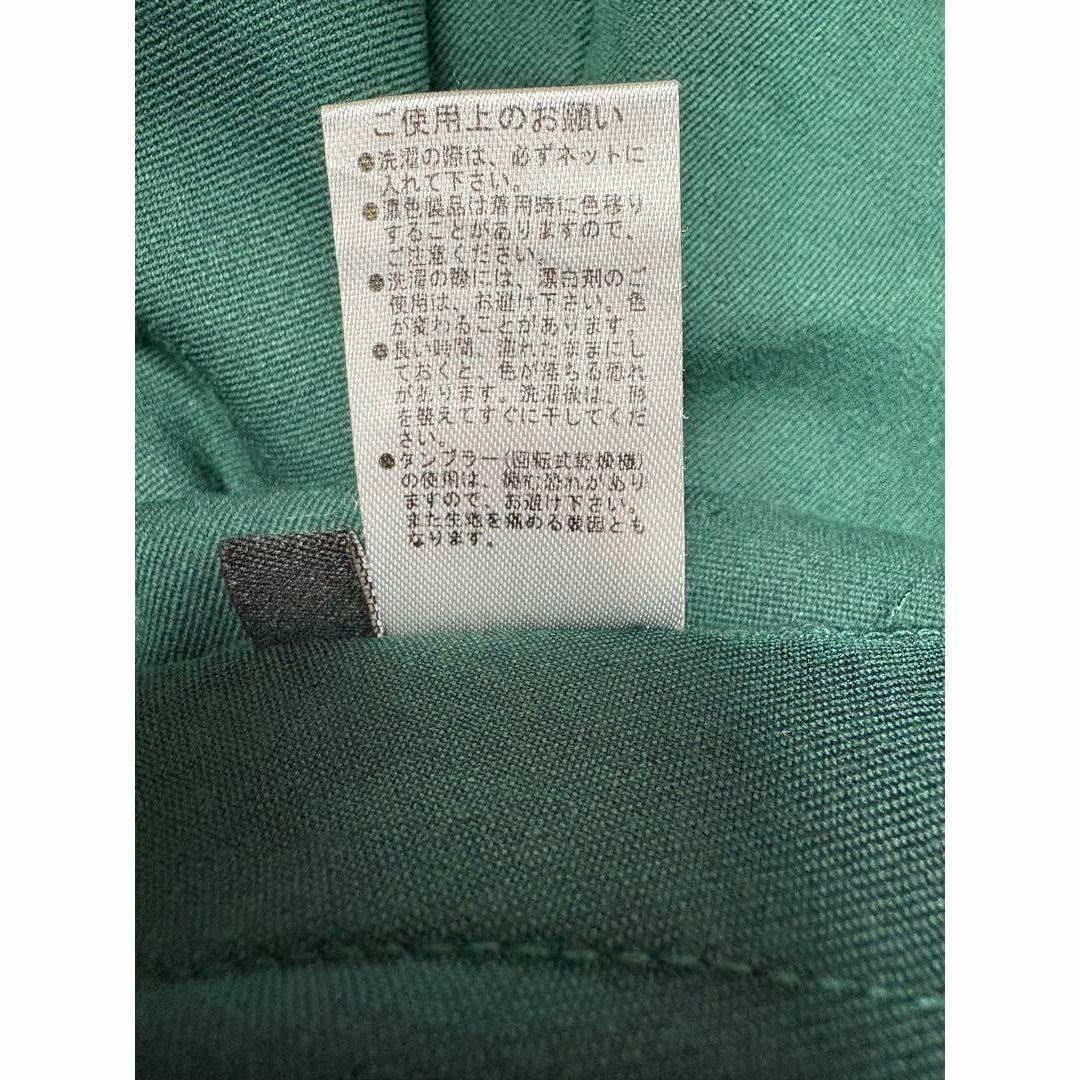 ご使用上のお願い
●洗濯の際は、必ずネットに
入れて下さい。
●濃色製品は着用時に色移り
することがありますので、
ご注意ください。
●洗濯の際には、漂白剤のご
使用は、お避け下さい。色
が変わることがあります。
●長い時間、濡れたままにし
ておくと、色が落ちる恐れ
があります。洗濯後は、形
を整えてすぐに干してくだ
さい。
●タンブラー(回転式乾燥機)
の使用は、縮む恐れがあり
ますので、お避け下さい。
また生地を痛める原因とも
なります。